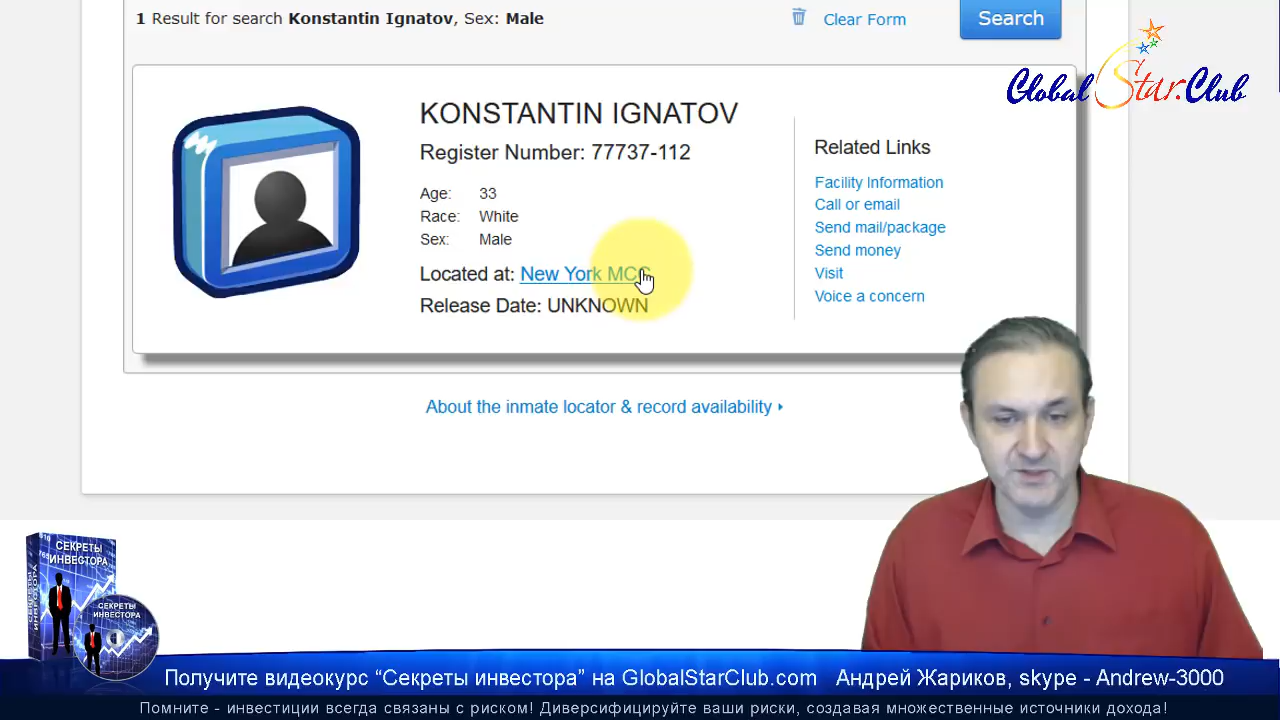 1 Result for search Konstantin Ignatov, Sex: Male
Clear Form
Search
Global Star.Club
KONSTANTIN IGNATOV
Register Number: 77737-112
Age: 33
Race: White
Sex: Male
Located at: New York MCC
Release Date: UNKNOWN
Related Links
Facility Information
Call or email
Send mail/package
Send money
Visit
Voice a concern
About the inmate locator & record availability
СЕКРЕТЫ
ИНВЕСТОРА
СЕКРЕТЫ
ИНВЕСТОРА
Получите видеокурс “Секреты инвестора” на GlobalStarClub.com Андрей Жариков, skype - Andrew-3000
Помните - инвестиции всегда связаны с риском! Диверсифицируйте ваши риски, создавая множественные источники дохода!